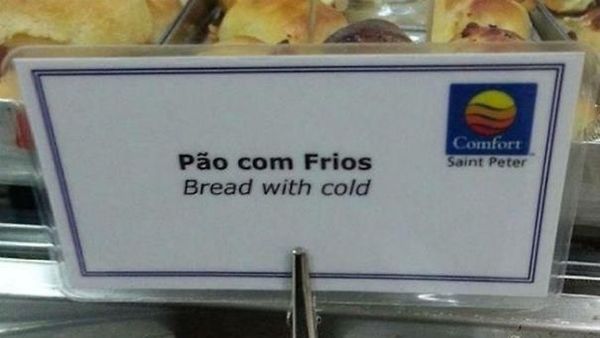 Comfort
Saint Peter
Pão com Frios
Bread with cold